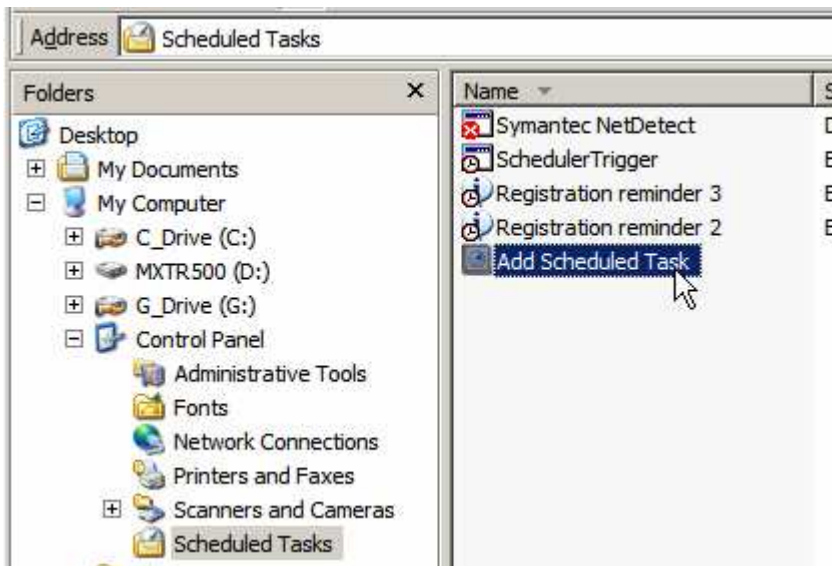 Address Scheduled Tasks
Folders
Desktop
My Documents
My Computer
C_Drive (C:)
MXTR500 (D:)
G_Drive (G:)
Control Panel
Administrative Tools
Fonts
Network Connections
Printers and Faxes
Scanners and Cameras
Scheduled Tasks
Name
Symantec NetDetect
SchedulerTrigger
Registration reminder 3
Registration reminder 2
Add Scheduled Task